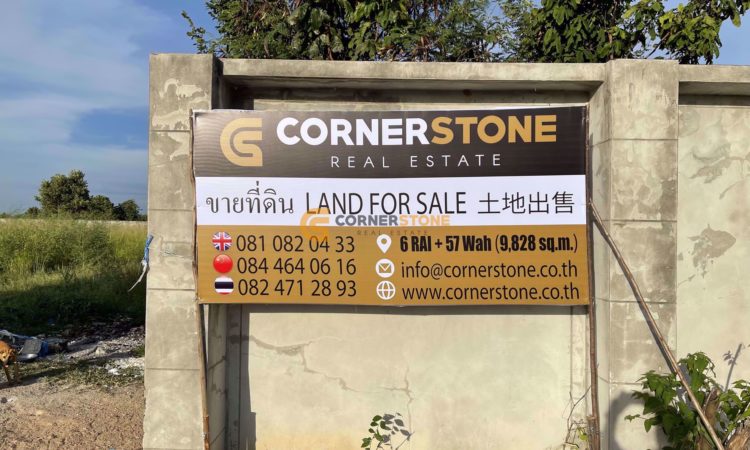 CORNERSTONE
REAL ESTATE
ขายที่ดิน LAND FOR SALE 土地出售
CORNERSTONE
REAL ESTATE
081 082 04 33
084 464 06 16
082 471 28 93
6 RAI + 57 Wah (9,828 sq.m.)
info@cornerstone.co.th
www.cornerstone.co.th